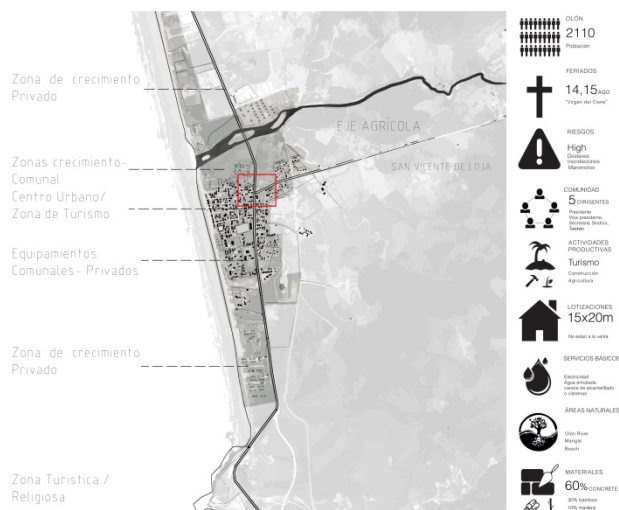 Zona de crecimiento
Privado
Zonas crecimiento-
Comunal
Centro Urbano/
Zona de Turismo
Equipamientos
Comunales- Privados
Zona de crecimiento
Privado
Zona Turistica /
Religiosa
EJE AGRÍCOLA
SAN VICENTE DE LOJA
OLÓN
2110
Población
FERIADOS
14,15 AGO
"Virgen del Cisne"
RIESGOS
High
Deslaves
Inundaciones
Maremotos
COMUNIDAD
5 DIRIGENTES
Presidente
Vice presidente,
Secretario, Síndico,
Tesorero
ACTIVIDADES
PRODUCTIVAS
Turismo
Construcción
Agricultura
LOTIZACIONES
15x20m
No estan a la venta
SERVICIOS BÁSICOS
Electricidad
Agua entubada
carece de alcantarillado
o cisternas
ÁREAS NATURALES
Olón River
Mangle
Beach
MATERIALES
60% CONCRETE
30% bamboo
10% madera